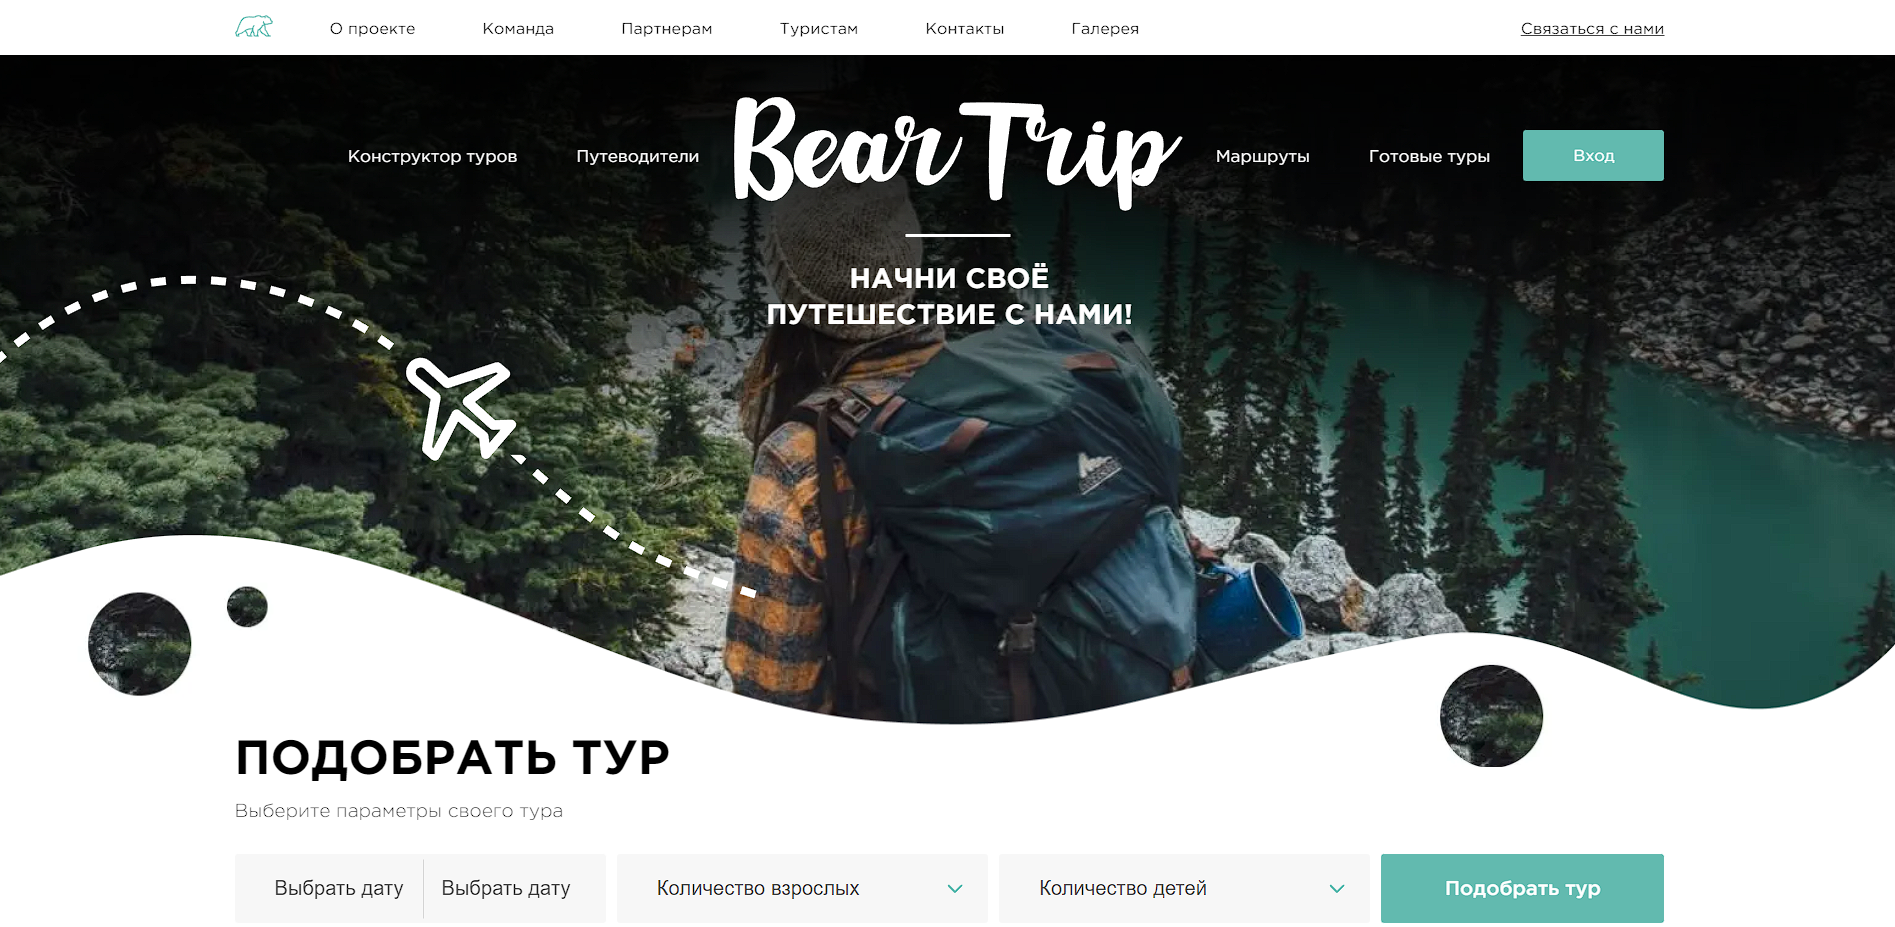 О проекте
Команда
Партнерам
Туристам
Контакты
Галерея
Связаться с нами
Конструктор туров
Путеводители
Bear Trip
Маршруты
Готовые туры
Вход
НАЧНИ СВОЁ
ПУТЕШЕСТВИЕ С НАМИ!
ПОДОБРАТЬ ТУР
Выберите параметры своего тура
Выбрать дату
Выбрать дату
Количество взрослых
Количество детей
Подобрать тур